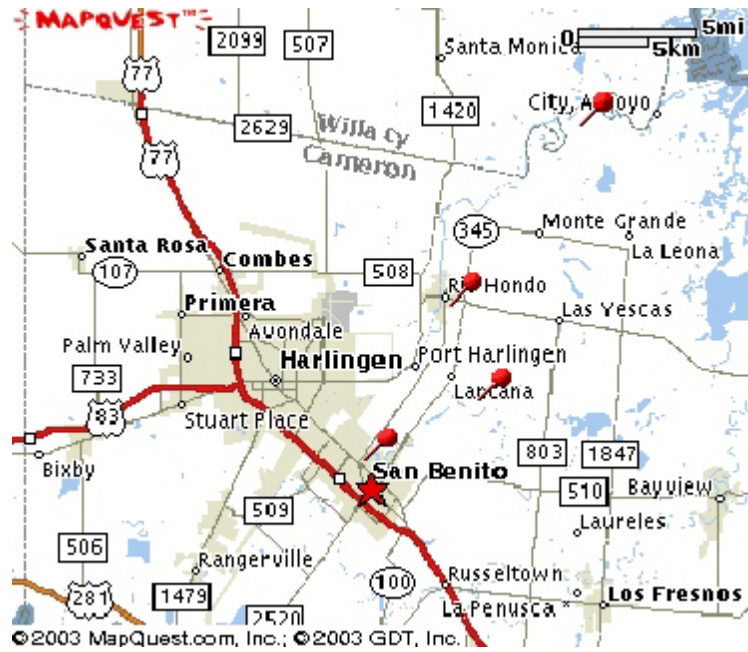 MAPQUEST™
2099
507
Santa Monica
0 5mi
5km
77
1420
City, Arroyo
2629
Willacy
Cameron
77
345
Monte Grande
La Leona
Santa Rosa
107
Combes
508
Rio Hondo
Primera
Las Yescas
Avondale
Palm Valley
Harlingen
Port Harlingen
733
Lantana
83
Stuart Place
Bixby
San Benito
803
1847
510
Bayview
509
Laureles
506
Rangerville
100
Russeltown
281
1479
2520
La Penusca
Los Fresnos
©2003 MapQuest.com, Inc.; ©2003 GDT, Inc.